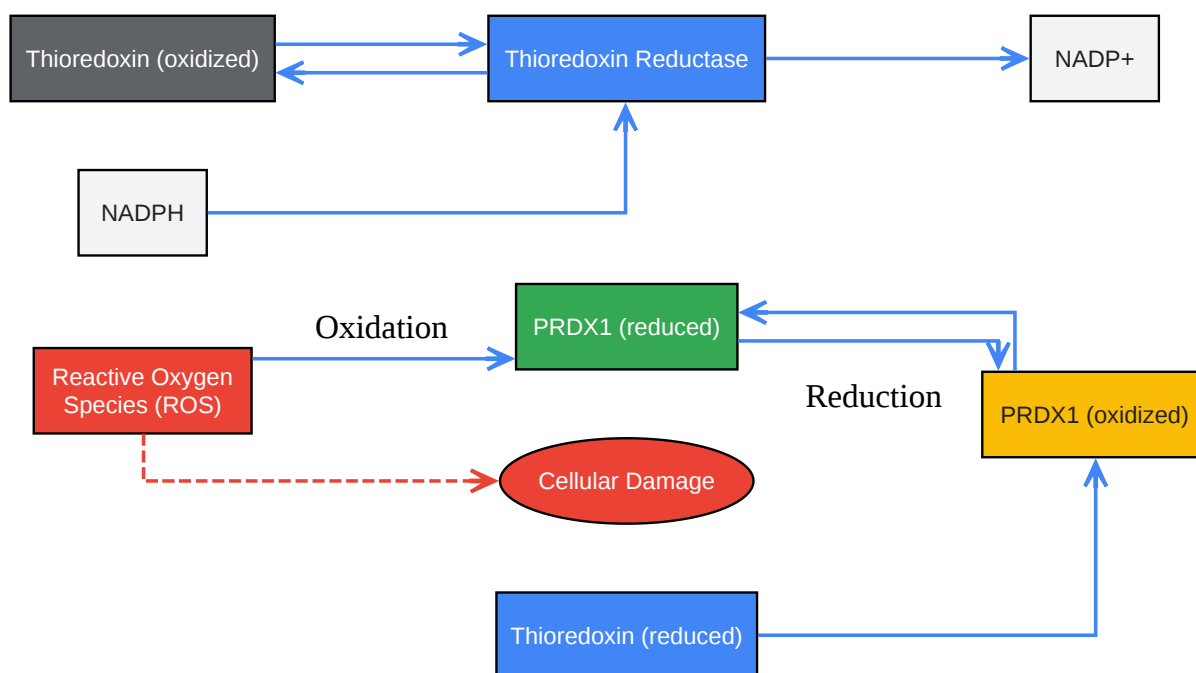 Thioredoxin (oxidized)
Thioredoxin Reductase
NADP+
NADPH
Oxidation
PRDX1 (reduced)
Reactive Oxygen
Species (ROS)
Reduction
PRDX1 (oxidized)
Cellular Damage
Thioredoxin (reduced)